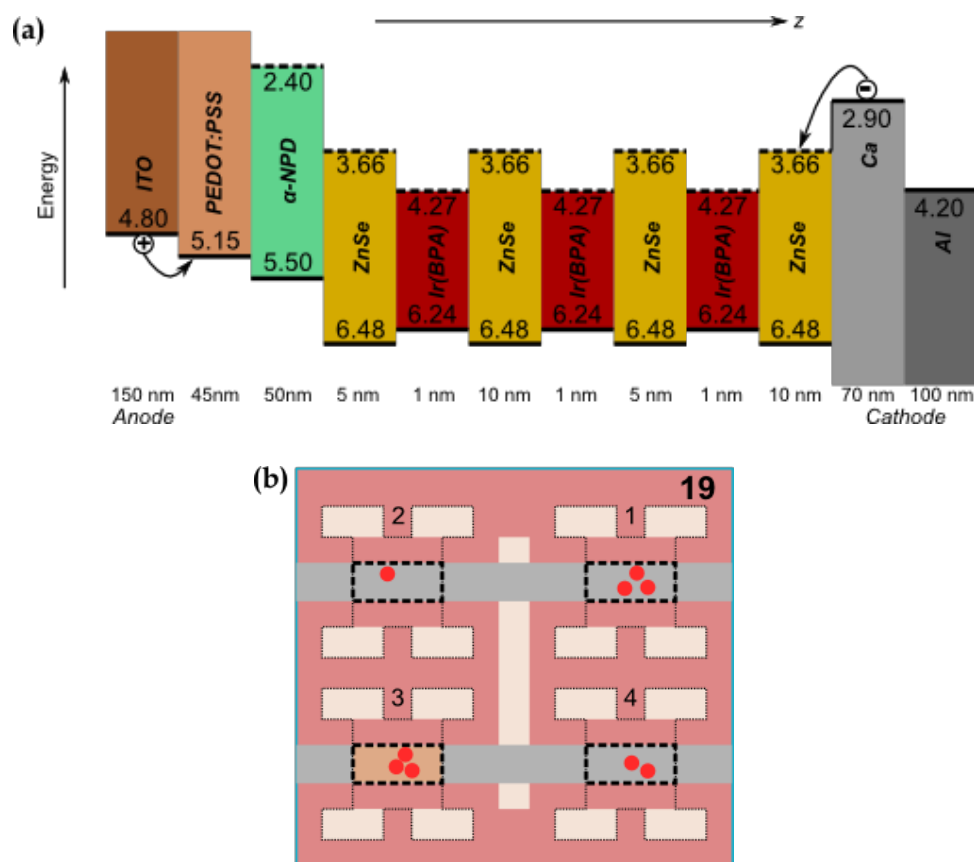 (a)
z
Energy
ITO
4.80
PEDOT:PSS
5.15
α-NPD
2.40
5.50
ZnSe
3.66
6.48
Ir(BPA)
4.27
6.24
ZnSe
3.66
6.48
Ir(BPA)
4.27
6.24
ZnSe
3.66
6.48
Ir(BPA)
4.27
6.24
ZnSe
3.66
6.48
Ca
2.90
Al
4.20
+
-
150 nm 45nm 50nm 5 nm 1 nm 10 nm 1 nm 5 nm 1 nm 10 nm 70 nm 100 nm
Anode Cathode
(b)
19
2 1
3 4